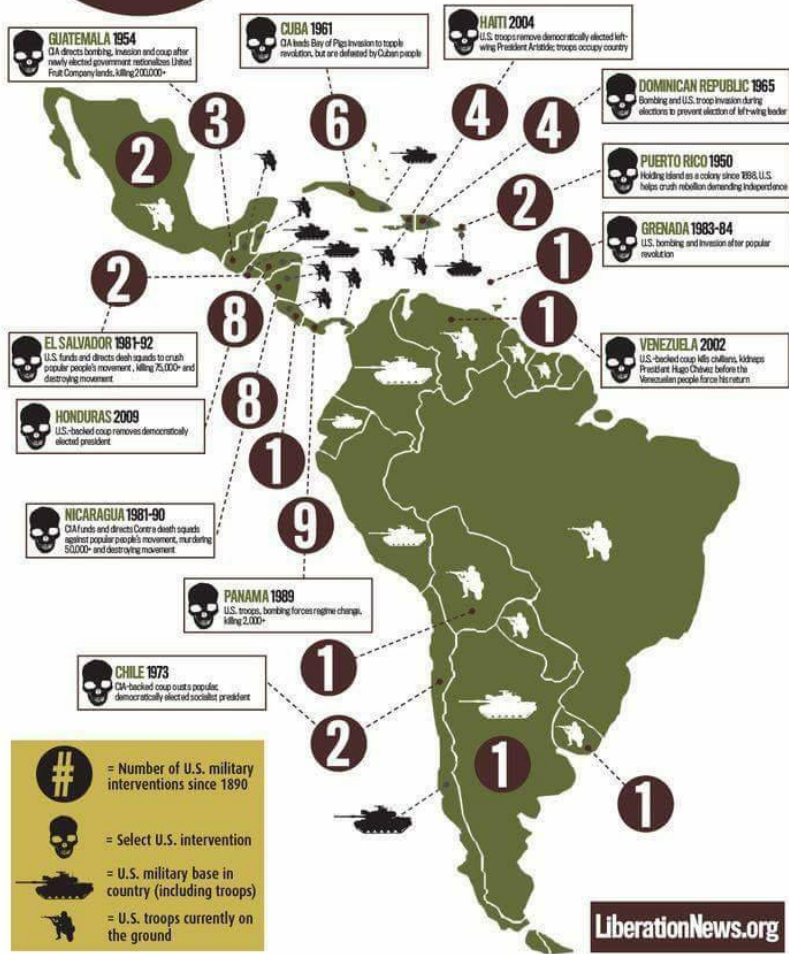 GUATEMALA 1954
CIA directs bombing, invasion and coup after
newly elected government nationalizes United
Fruit Company lands, killing 200,000+
CUBA 1961
CIA leads Bay of Pigs Invasion to topple
revolution, but are defeated by Cuban people
HAITI 2004
U.S. troops remove democratically elected left-
wing President Aristide; troops occupy country
DOMINICAN REPUBLIC 1965
Bombing and U.S. troop invasion during
elections to prevent election of left-wing leader
3
6
4
4
2
PUERTO RICO 1950
Holding island as a colony since 1898, U.S.
helps crush rebellion demanding independence
2
GRENADA 1983-84
U.S. bombing and invasion after popular
revolution
1
2
8
1
EL SALVADOR 1981-92
U.S. funds and directs death squads to crush
popular people's movement, killing 75,000+ and
destroying movement
VENEZUELA 2002
U.S.-backed coup kills civilians, kidnaps
President Hugo Chávez before the
Venezuelan people force his return
HONDURAS 2009
U.S.-backed coup removes democratically
elected president
8
1
9
NICARAGUA 1981-90
CIA funds and directs Contra death squads
against popular people's movement, murdering
50,000+ and destroying movement
PANAMA 1989
U.S. troops, bombing forces regime change,
killing 2,000+
1
CHILE 1973
CIA-backed coup ousts popular,
democratically elected socialist president
2
1
1
#
= Number of U.S. military
interventions since 1890
= Select U.S. intervention
= U.S. military base in
country (including troops)
= U.S. troops currently on
the ground
LiberationNews.org